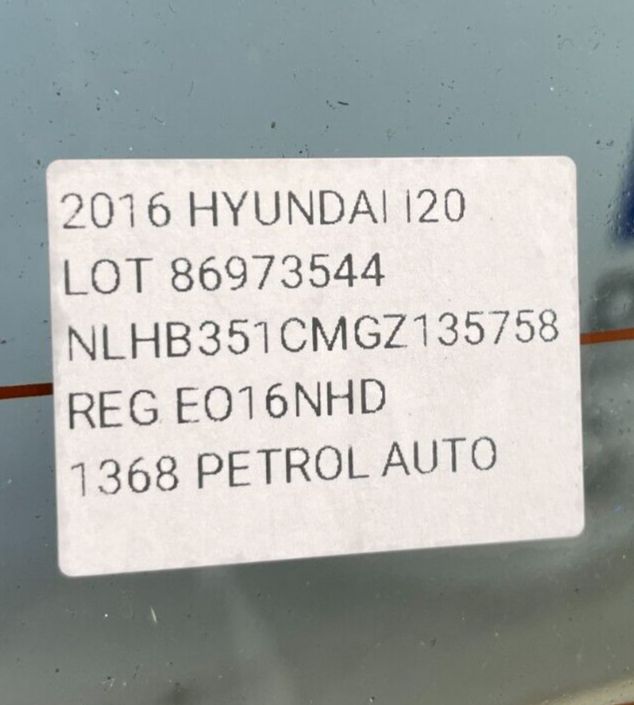 2016 HYUNDAI I20
LOT 86973544
NLHB351CMGZ135758
REG EO16NHD
1368 PETROL AUTO